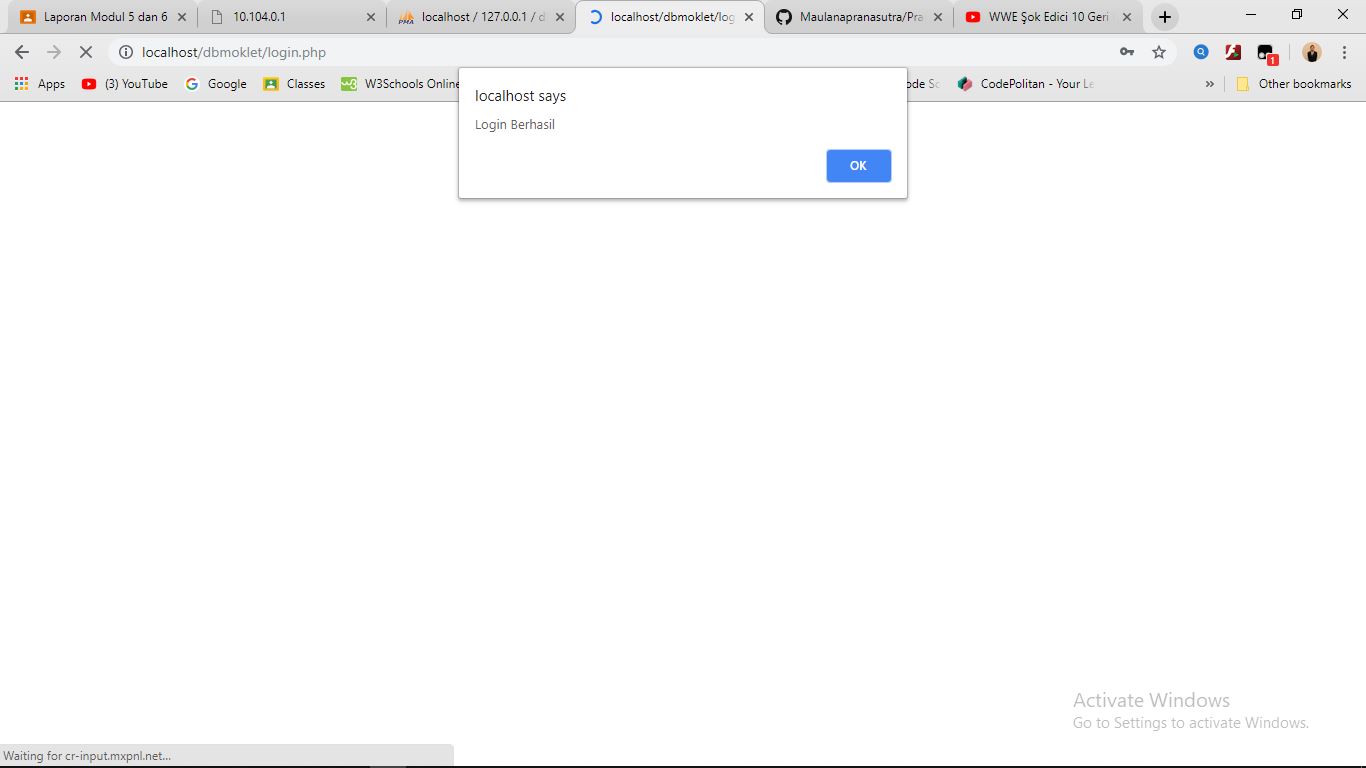 Laporan Modul 5 dan 6
10.104.0.1
localhost / 127.0.0.1 / d
localhost/dbmoklet/log
Maulanapranasutra/Pra
WWE Şok Edici 10 Geri
localhost/dbmoklet/login.php
1
Apps
(3) YouTube
Google
Classes
W3Schools Online
ode Sc
CodePolitan - Your Le
»
Other bookmarks
localhost says
Login Berhasil
OK
Activate Windows
Go to Settings to activate Windows.
Waiting for cr-input.mxpnl.net...